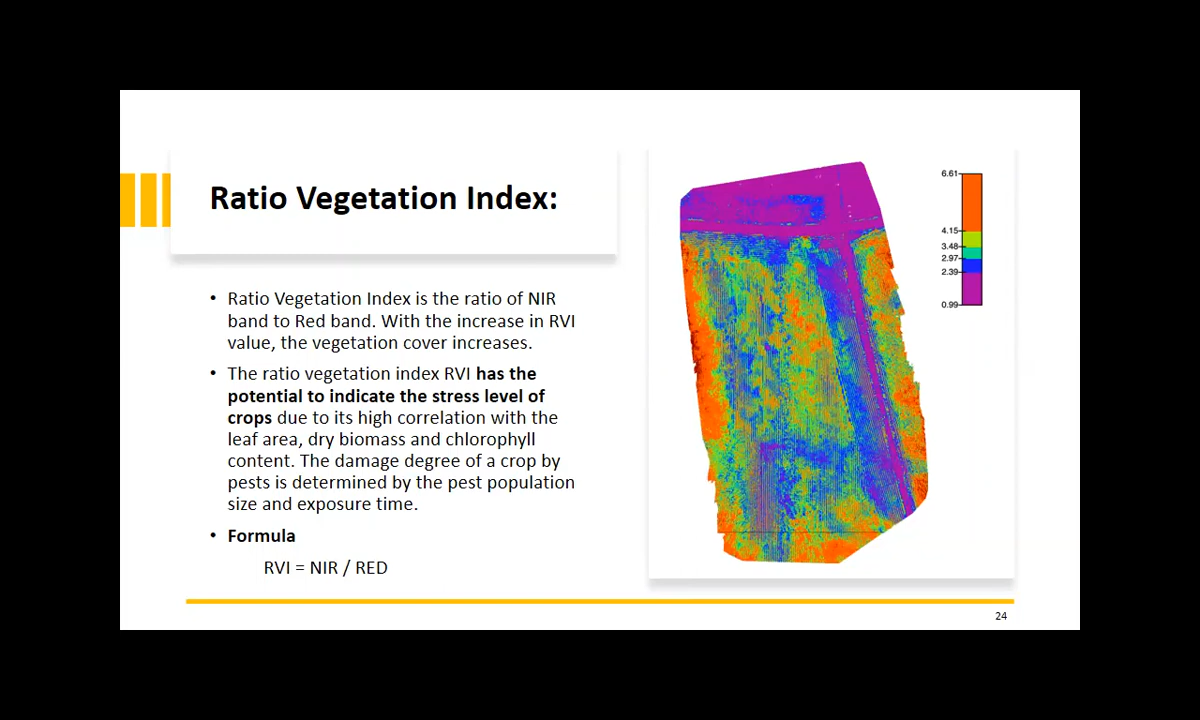 Ratio Vegetation Index:
• Ratio Vegetation Index is the ratio of NIR
band to Red band. With the increase in RVI
value, the vegetation cover increases.
• The ratio vegetation index RVI has the
potential to indicate the stress level of
crops due to its high correlation with the
leaf area, dry biomass and chlorophyll
content. The damage degree of a crop by
pests is determined by the pest population
size and exposure time.
• Formula
RVI = NIR / RED
6.61
4.15
3.48
2.97
2.39
0.99
24